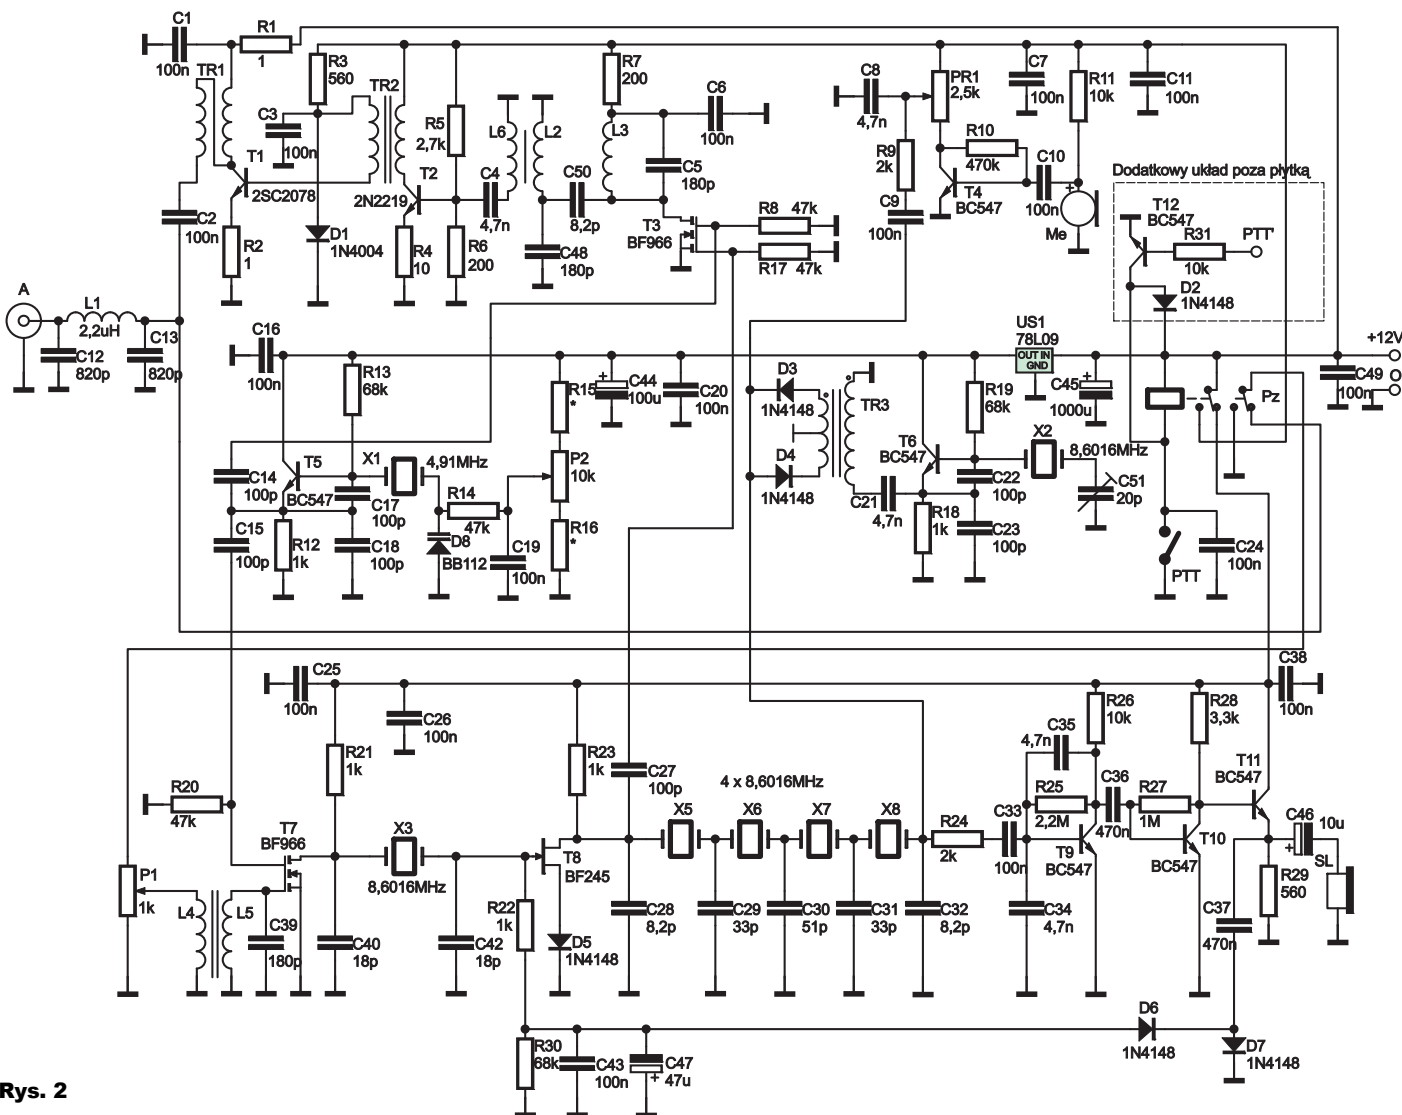 C1
100n
R1
1
TR1
R3
560
C3
100n
TR2
T1
2SC2078
C2
100n
R2
1
D1
1N4004
R5
2,7k
T2
2N2219
R4
10
R6
200
C4
4,7n
L6
L2
C50
8,2p
C48
180p
R7
200
L3
C6
100n
C5
180p
T3
BF966
R8 47k
R17 47k
C8
4,7n
PR1
2,5k
R9
2k
C9
100n
R10
470k
T4
BC547
C10
100n
C7
100n
R11
10k
C11
100n
Me
+
Dodatkowy układ poza płytką
T12
BC547
R31
10k
PTT'
D2
1N4148
A
L1
2,2uH
C12
820p
C13
820p
C16
100n
R13
68k
T5
BC547
X1
4,91MHz
C14
100p
C15
100p
R12
1k
C17
100p
C18
100p
R14
47k
D8
BB112
C19
100n
R15
*
P2
10k
R16
*
+
C44
100u
C20
100n
D3
1N4148
D4
1N4148
TR3
C21
4,7n
T6
BC547
R18
1k
R19
68k
C22
100p
C23
100p
US1
78L09
OUT IN
GND
C45
+
1000u
X2
8,6016MHz
C51
20p
PTT
C24
100n
Pz
+12V
C49
100n
O
C25
100n
C26
100n
R21
1k
R20
47k
T7
BF966
X3
8,6016MHz
P1
1k
L4
L5
C39
180p
C40
18p
C42
18p
R22
1k
R23
1k
T8
BF245
D5
1N4148
C27
100p
C28
8,2p
4 x 8,6016MHz
X5
X6
X7
X8
C29
33p
C30
51p
C31
33p
C32
8,2p
R24
2k
C33
100n
C34
4,7n
C35
4,7n
R25
2,2M
R26
10k
T9
BC547
C36
470n
R27
1M
R28
3,3k
T10
BC547
T11
BC547
C38
100n
C46
10u
+
SL
R29
560
C37
470n
D6
1N4148
D7
1N4148
R30
68k
C43
100n
C47
47u
+
Rys. 2